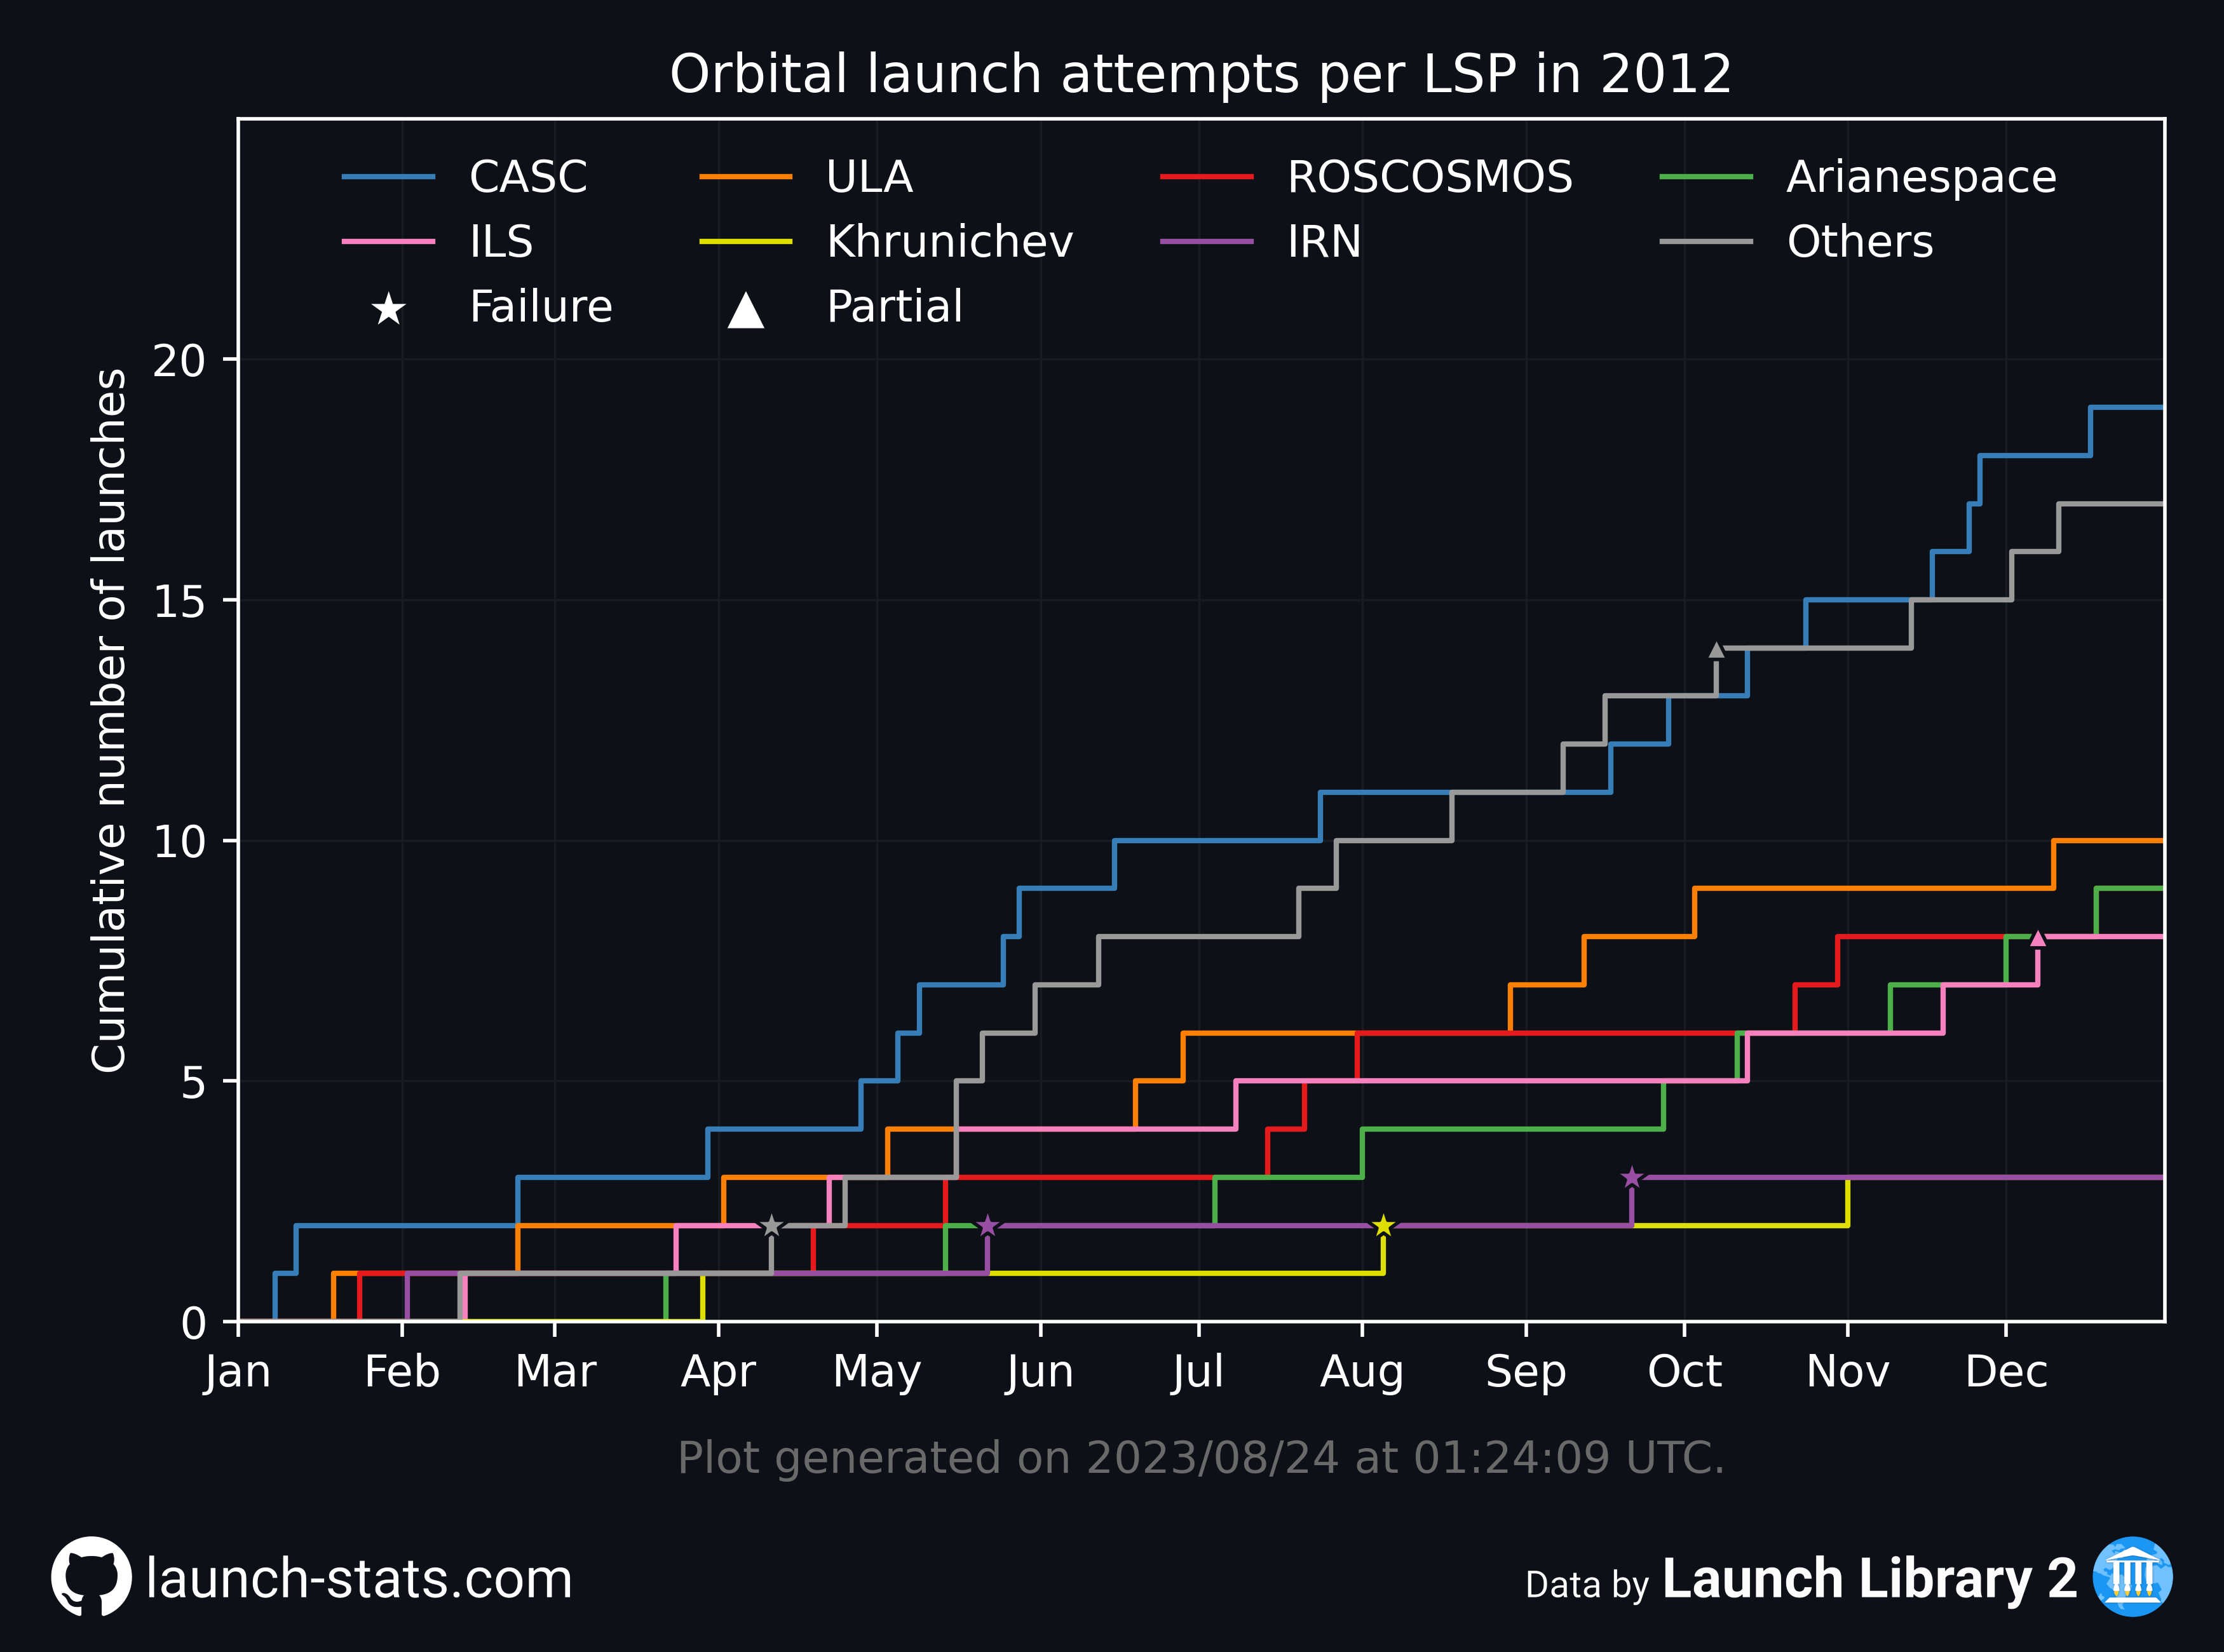 Orbital launch attempts per LSP in 2012
CASC ULA ROSCOSMOS Arianespace
ILS Khrunichev IRN Others
Failure Partial
Cumulative number of launches
20
15
10
5
0
Jan Feb Mar Apr May Jun Jul Aug Sep Oct Nov Dec
Plot generated on 2023/08/24 at 01:24:09 UTC.
launch-stats.com
Data by Launch Library 2